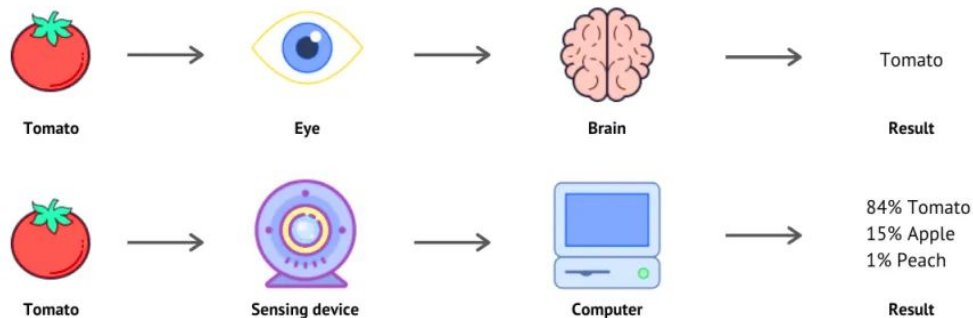 Tomato
Tomato
Eye
Brain
Result
84% Tomato
15% Apple
1% Peach
Tomato
Sensing device
Computer
Result